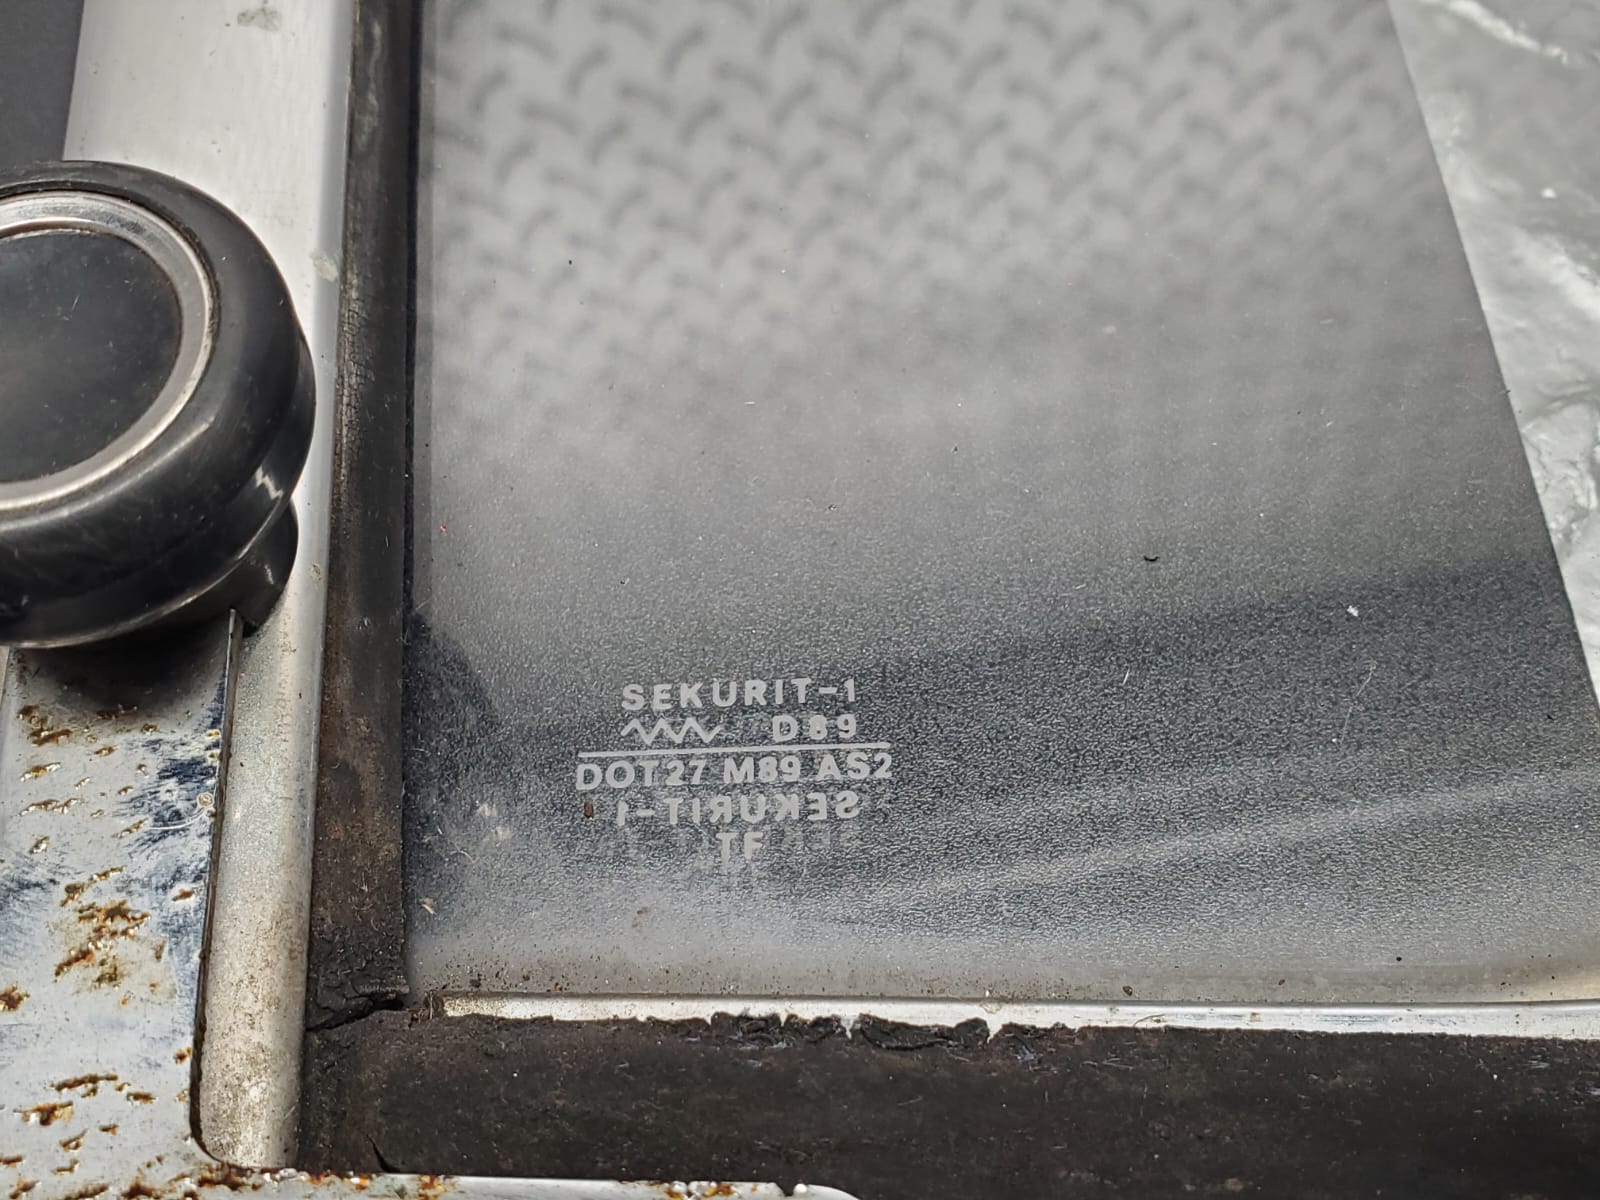 SEKURIT-1
D89
DOT27 M89 AS2
SEKURIT-1
TF